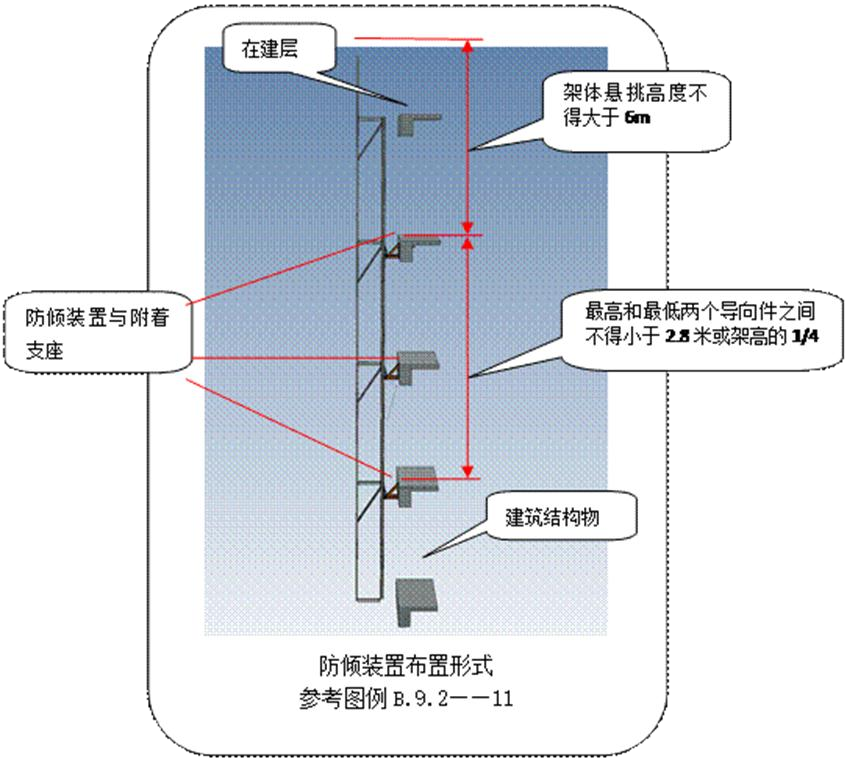 在建层
架体悬挑高度不
得大于 6m
防倾装置与附着
支座
最高和最低两个导向件之间
不得小于 2.8 米或架高的 1/4
建筑结构物
防倾装置布置形式
参考图例 B.9.2——11